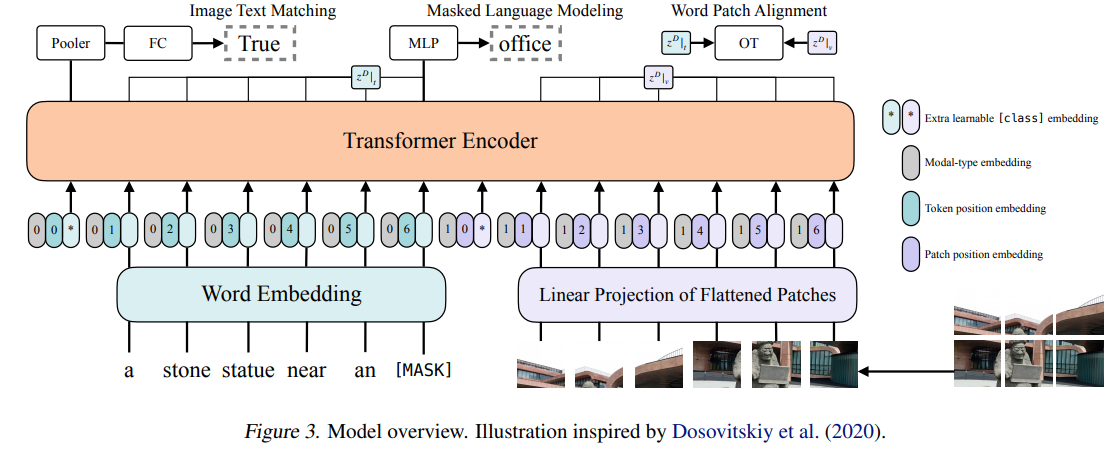 Image Text Matching
Masked Language Modeling
Word Patch Alignment
Pooler
FC
True
MLP
office
z^D|_t
OT
z^D|_v
z^D|_t
z^D|_v
Transformer Encoder
* * Extra learnable [class] embedding
Modal-type embedding
Token position embedding
Patch position embedding
0 0 * 0 1 0 2 0 3 0 4 0 5 0 6 1 0 * 1 1 1 2 1 3 1 4 1 5 1 6
Word Embedding
Linear Projection of Flattened Patches
a stone statue near an [MASK]
Figure 3. Model overview. Illustration inspired by Dosovitskiy et al. (2020).